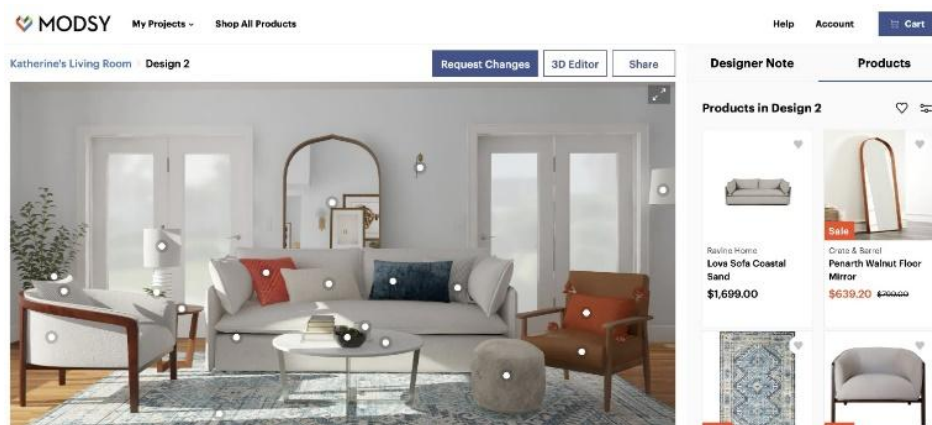 MODSY
My Projects
Shop All Products
Help
Account
Cart
Katherine's Living Room
Design 2
Request Changes
3D Editor
Share
Designer Note
Products
Products in Design 2
Sale
Ravine Home
Lova Sofa Coastal
Sand
$1,699.00
Crate & Barrel
Penarth Walnut Floor
Mirror
$639.20 $799.00